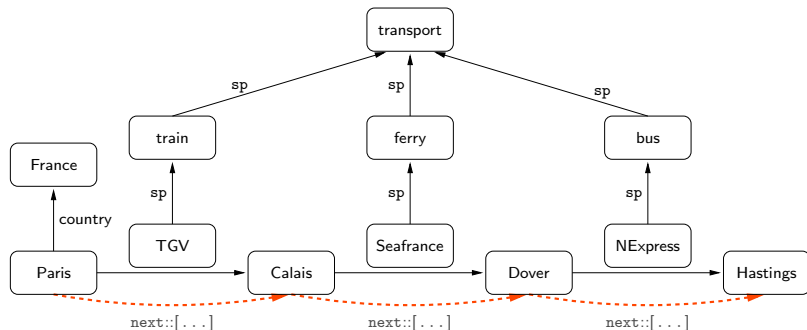 transport
sp
sp
sp
train
ferry
bus
France
sp
sp
sp
country
TGV
Seafrance
NExpress
Paris
Calais
Dover
Hastings
next::[...]
next::[...]
next::[...]